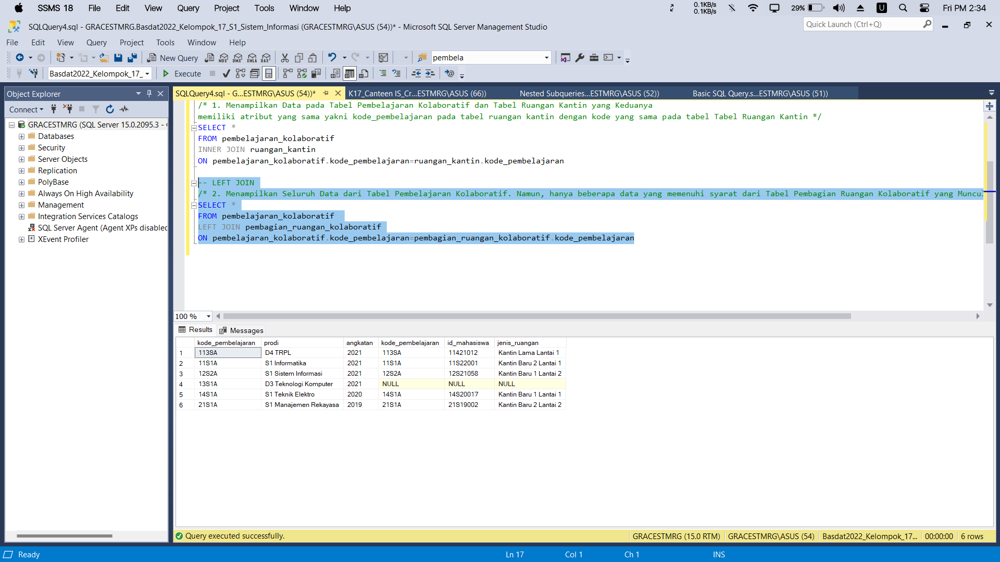 SSMS 18 File Edit View Query Project Tools Window Help 0.1KB/s 0.1KB/s 29% U Fri PM 2:34
SQLQuery4.sql - GRACESTMRG.Basdat2022_Kelompok_17_S1_Sistem_Informasi (GRACESTMRG\ASUS (54))* - Microsoft SQL Server Management Studio Quick Launch (Ctrl+Q)
File Edit View Query Project Tools Window Help
New Query MDX DMX XMLA DAX pembela
Basdat2022_Kelompok_17_ Execute
Object Explorer
Connect
GRACESTMRG (SQL Server 15.0.2095.3 -
Databases
Security
Server Objects
Replication
PolyBase
Always On High Availability
Management
Integration Services Catalogs
SQL Server Agent (Agent XPs disabled
XEvent Profiler
SQLQuery4.sql - G...ESTMRG\ASUS (54))* K17_Canteen IS_Cr...ESTMRG\ASUS (66)) Nested Subqueries...ESTMRG\ASUS (52)) Basic SQL Query.s...ESTMRG\ASUS (51))
/* 1. Menampilkan Data pada Tabel Pembelajaran Kolaboratif dan Tabel Ruangan Kantin yang Keduanya
memiliki atribut yang sama yakni kode_pembelajaran pada tabel ruangan kantin dengan kode yang sama pada tabel Tabel Ruangan Kantin */
SELECT *
FROM pembelajaran_kolaboratif
INNER JOIN ruangan_kantin
ON pembelajaran_kolaboratif.kode_pembelajaran=ruangan_kantin.kode_pembelajaran
-- LEFT JOIN
/* 2. Menampilkan Seluruh Data dari Tabel Pembelajaran Kolaboratif. Namun, hanya beberapa data yang memenuhi syarat dari Tabel Pembagian Ruangan Kolaboratif yang Muncul
SELECT *
FROM pembelajaran_kolaboratif
LEFT JOIN pembagian_ruangan_kolaboratif
ON pembelajaran_kolaboratif.kode_pembelajaran=pembagian_ruangan_kolaboratif.kode_pembelajaran
100 %
Results Messages
kode_pembelajaran prodi angkatan kode_pembelajaran id_mahasiswa jenis_ruangan
1 113SA D4 TRPL 2021 113SA 11421012 Kantin Lama Lantai 1
2 11S1A S1 Informatika 2021 11S1A 11S22001 Kantin Baru 2 Lantai 1
3 12S2A S1 Sistem Informasi 2021 12S2A 12S21058 Kantin Baru 1 Lantai 2
4 13S1A D3 Teknologi Komputer 2021 NULL NULL NULL
5 14S1A S1 Teknik Elektro 2020 14S1A 14S20017 Kantin Baru 1 Lantai 1
6 21S1A S1 Manajemen Rekayasa 2019 21S1A 21S19002 Kantin Baru 2 Lantai 2
Query executed successfully. GRACESTMRG (15.0 RTM) GRACESTMRG\ASUS (54) Basdat2022_Kelompok_17... 00:00:00 6 rows
Ready Ln 17 Col 1 Ch 1 INS